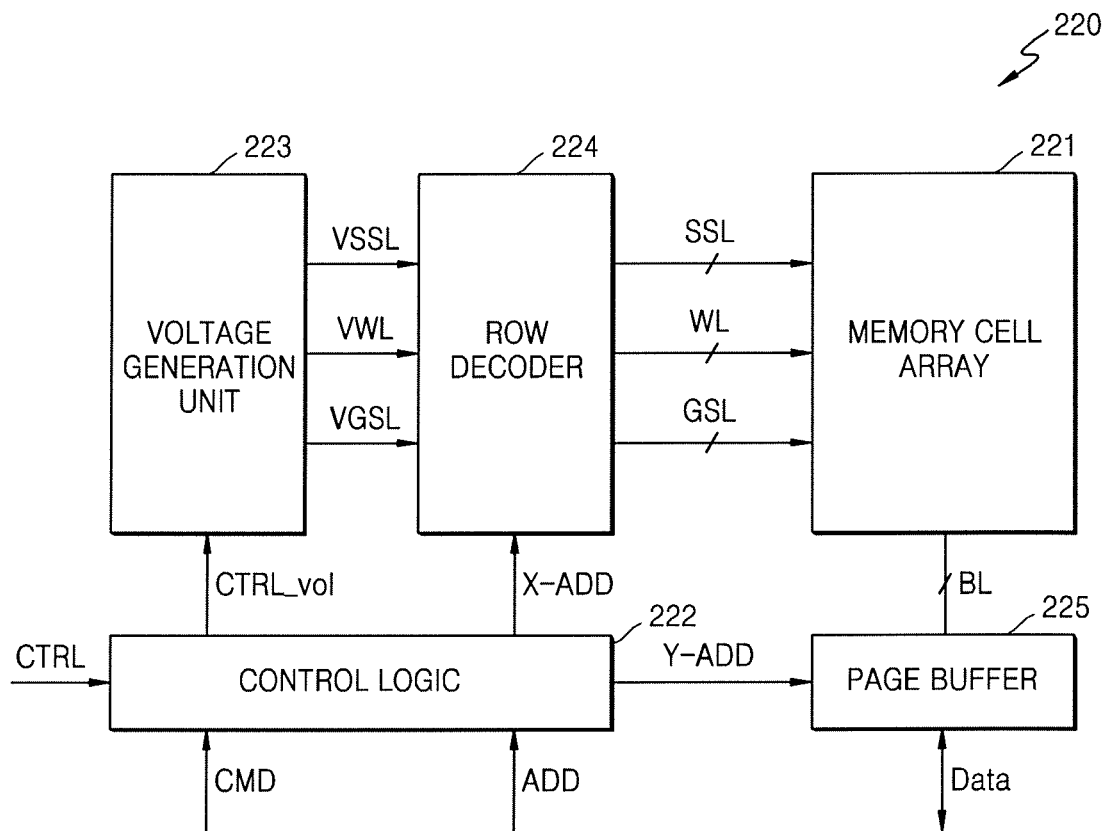 220
223
224
221
VSSL
SSL
VOLTAGE
GENERATION
UNIT
VWL
ROW
DECODER
WL
MEMORY CELL
ARRAY
VGSL
GSL
CTRL_vol
X-ADD
BL
222
225
CTRL
CONTROL LOGIC
Y-ADD
PAGE BUFFER
CMD
ADD
Data